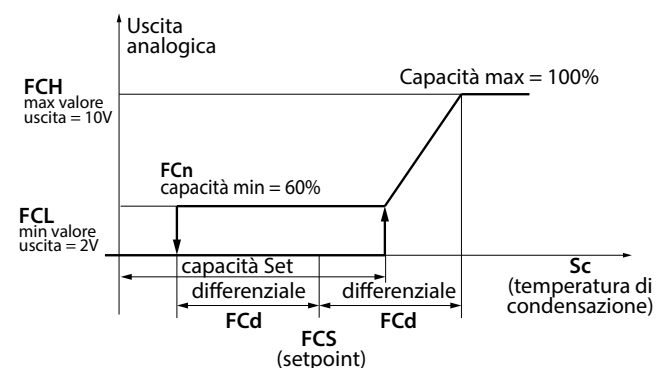 Uscita
analogica
Capacità max = 100%
FCH
max valore
uscita = 10V
FCn
capacità min = 60%
FCL
min valore
uscita = 2V
capacità Set
Sc
(temperatura di
condensazione)
differenziale
differenziale
FCd
FCd
FCS
(setpoint)